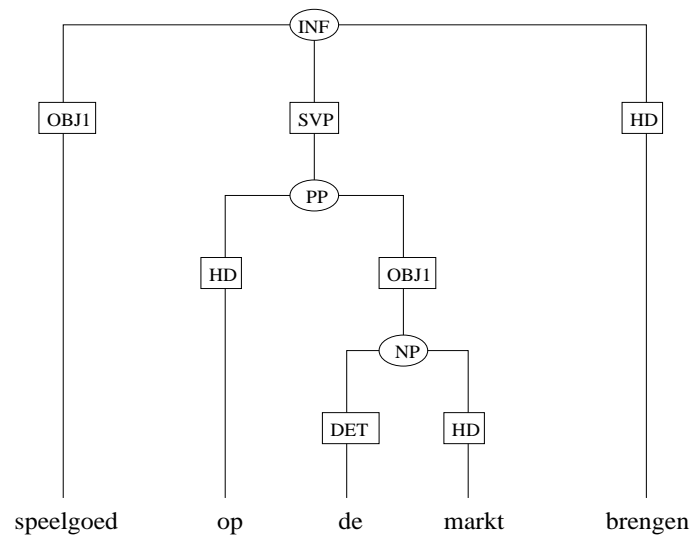 INF
OBJ1 SVP HD
PP
HD OBJ1
NP
DET HD
speelgoed op de markt brengen